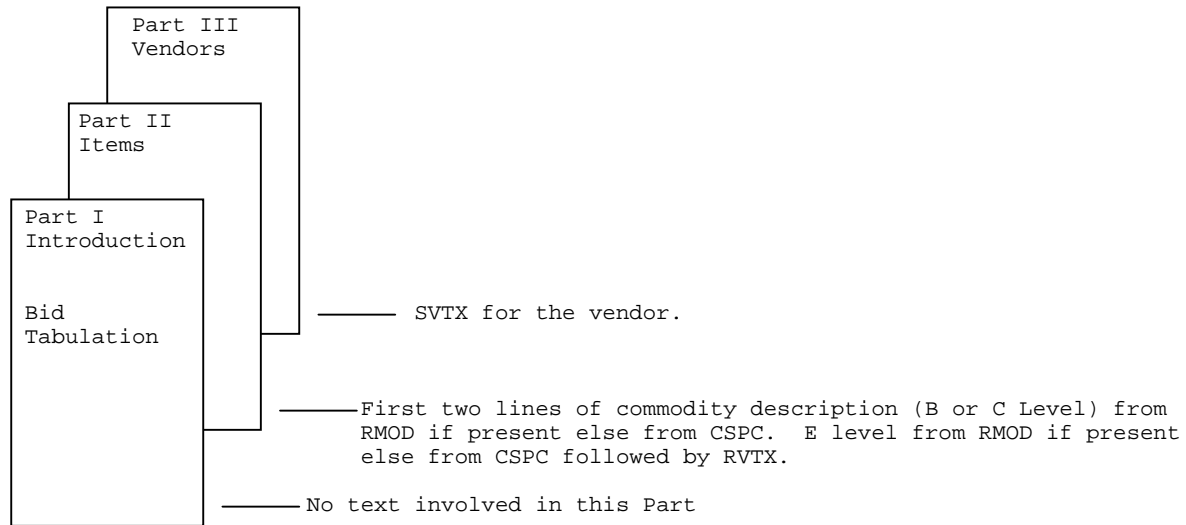 Part III
Vendors
Part II
Items
Part I
Introduction
Bid
Tabulation
SVTX for the vendor.
First two lines of commodity description (B or C Level) from
RMOD if present else from CSPC.  E level from RMOD if present
else from CSPC followed by RVTX.
No text involved in this Part